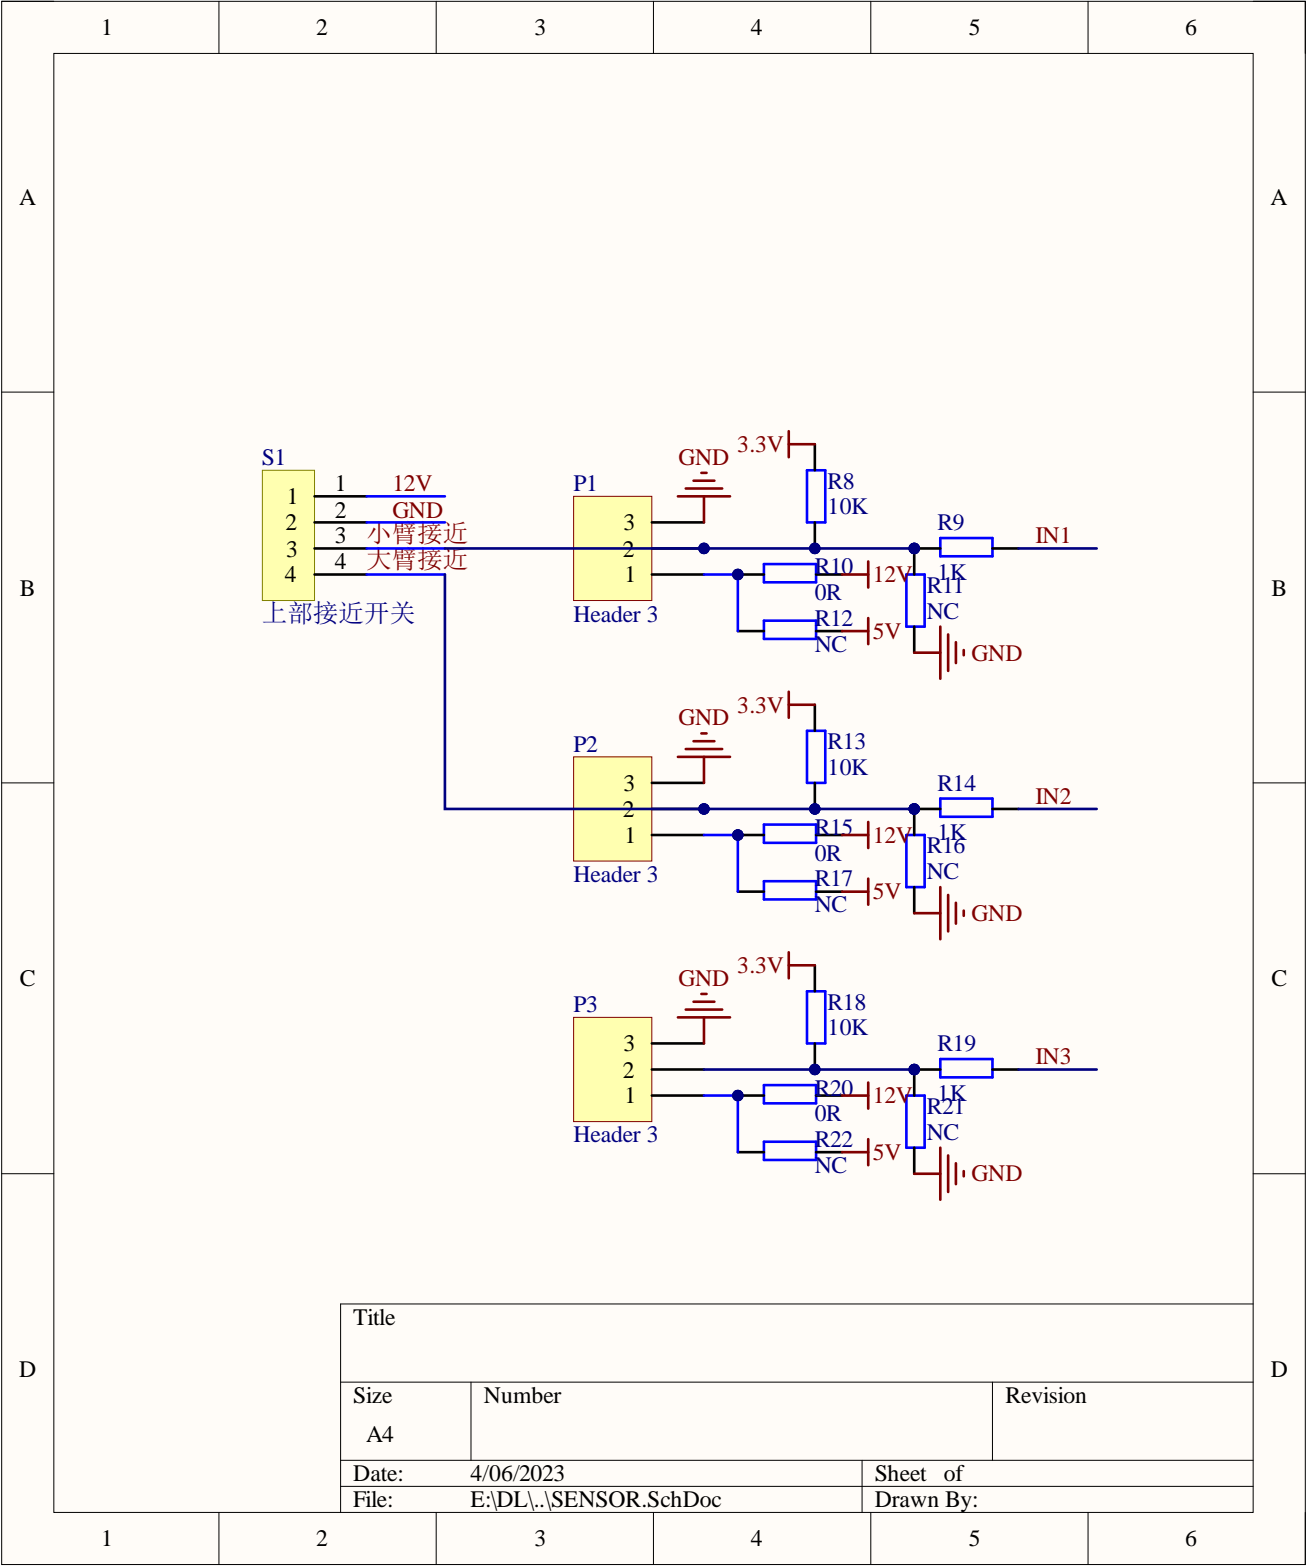 1 2 3 4 5 6
A A
B B
C C
D D
S1
1 1 12V
2 2 GND
3 3 小臂接近
4 4 大臂接近
上部接近开关
P1
3
2
1
Header 3
GND
3.3V
R8
10K
R9
1K
IN1
R10
0R
12V
R11
NC
R12
NC
5V
GND
P2
3
2
1
Header 3
GND
3.3V
R13
10K
R14
1K
IN2
R15
0R
12V
R16
NC
R17
NC
5V
GND
P3
3
2
1
Header 3
GND
3.3V
R18
10K
R19
1K
IN3
R20
0R
12V
R21
NC
R22
NC
5V
GND
Title
Size Number Revision
A4
Date: 4/06/2023 Sheet of
File: E:\DL\..\SENSOR.SchDoc Drawn By:
1 2 3 4 5 6